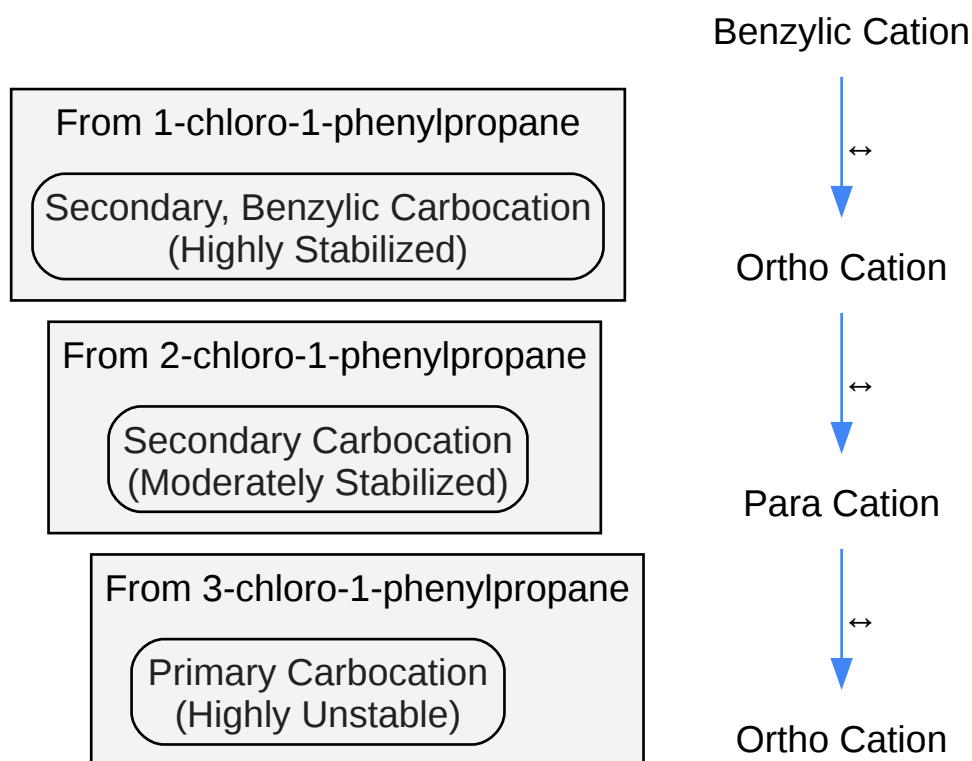 Benzylic Cation
From 1-chloro-1-phenylpropane
↔
Secondary, Benzylic Carbocation
(Highly Stabilized)
Ortho Cation
From 2-chloro-1-phenylpropane
↔
Secondary Carbocation
(Moderately Stabilized)
Para Cation
From 3-chloro-1-phenylpropane
↔
Primary Carbocation
(Highly Unstable)
Ortho Cation